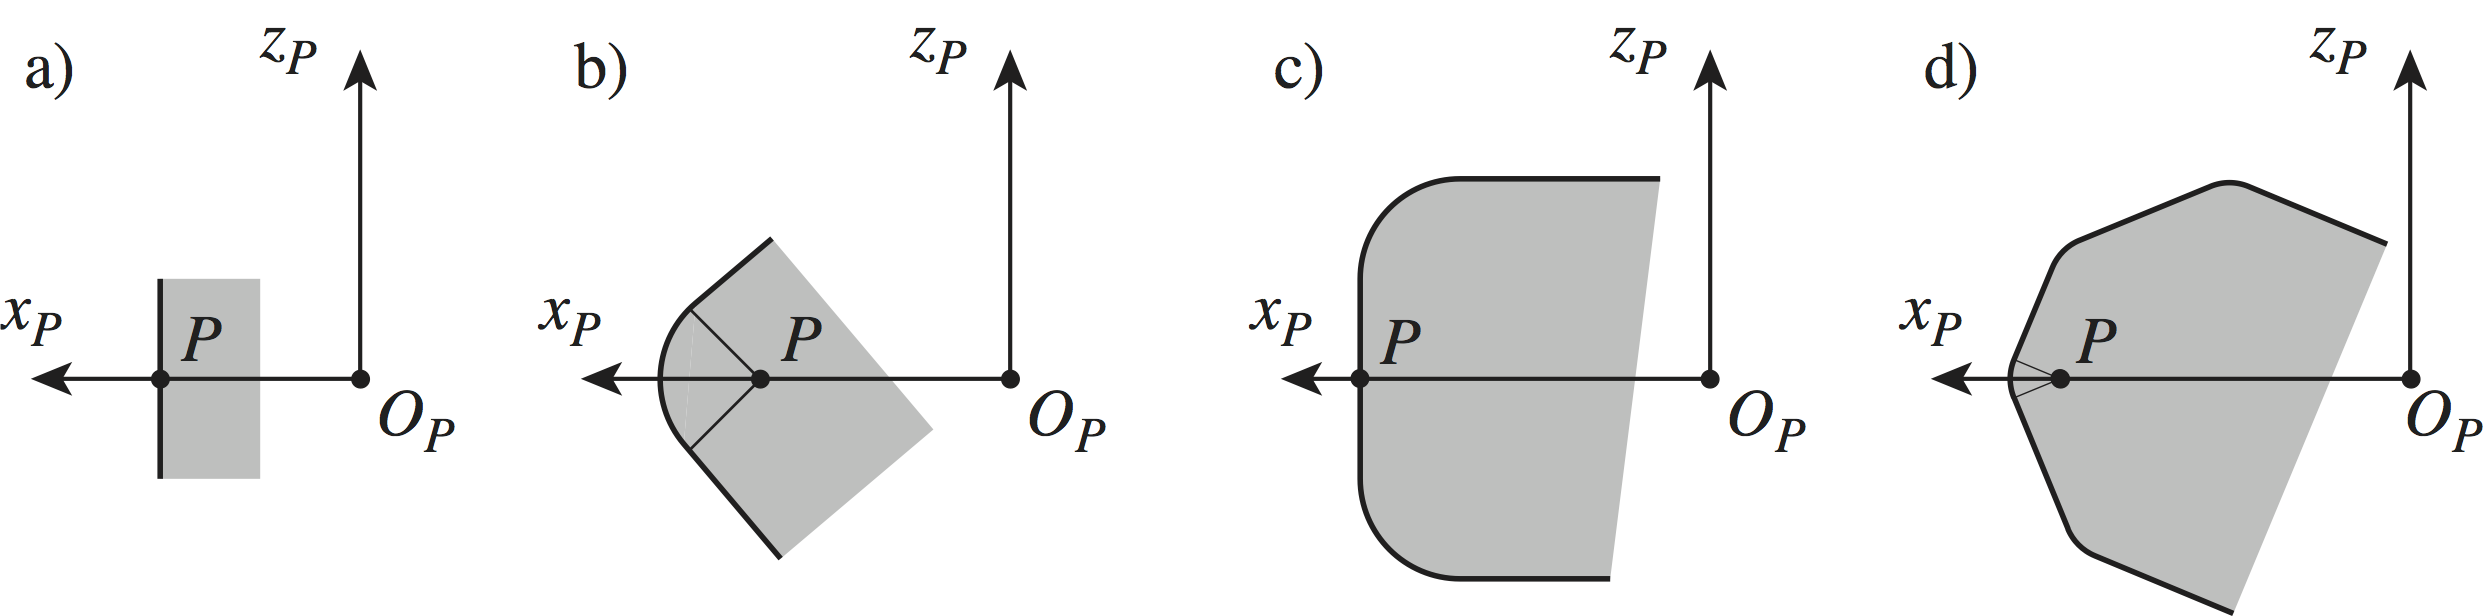 a) z_P x_P P O_P
b) z_P x_P P O_P
c) z_P x_P P O_P
d) z_P x_P P O_P